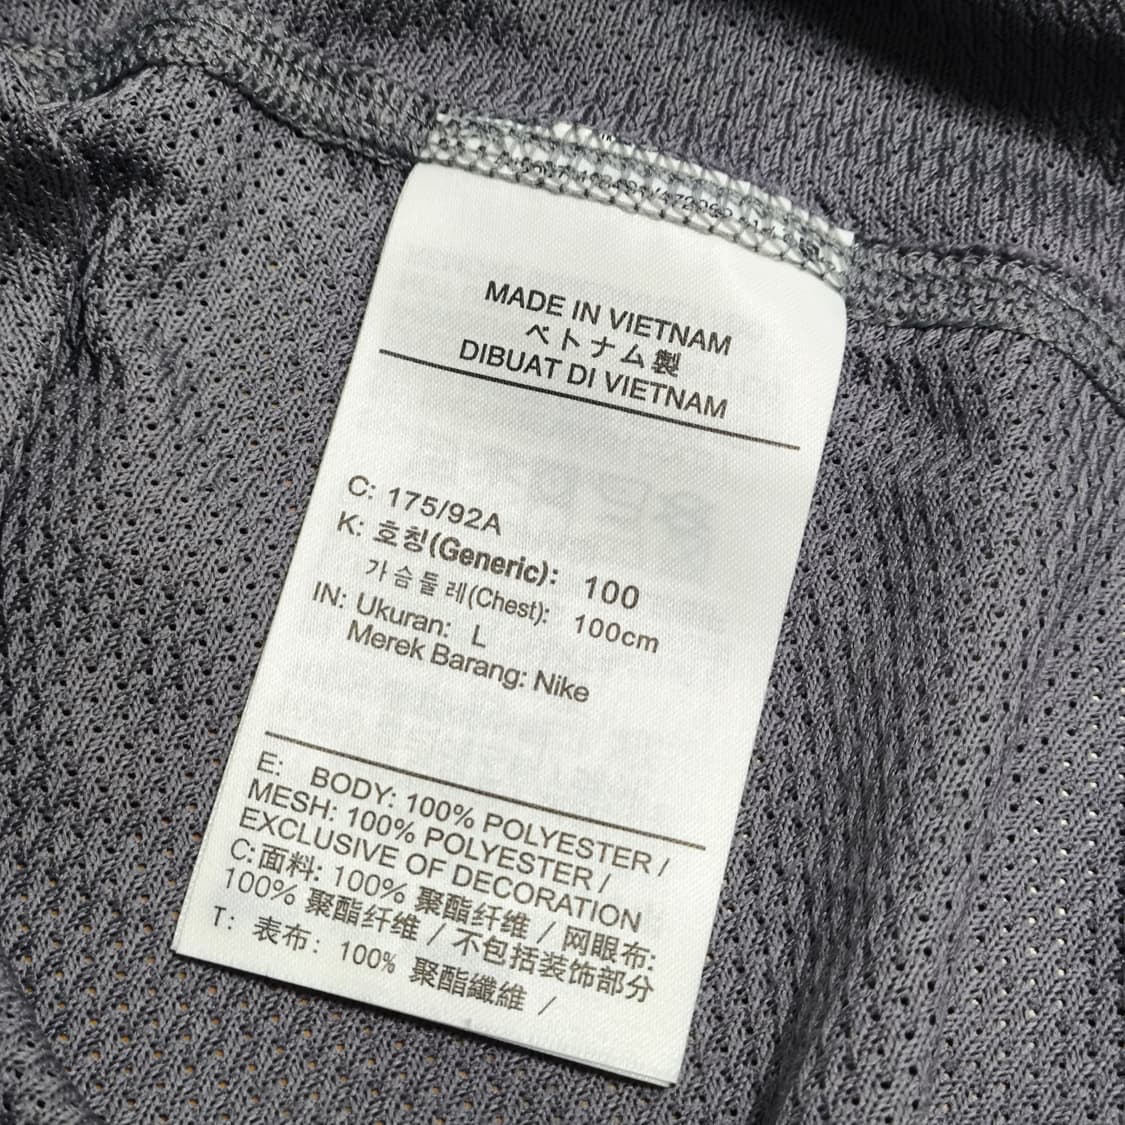 MADE IN VIETNAM
ベトナム製
DIBUAT DI VIETNAM
C: 175/92A
K: 호칭(Generic): 100
가슴둘레(Chest): 100cm
IN: Ukuran: L
Merek Barang: Nike
E: BODY: 100% POLYESTER /
MESH: 100% POLYESTER /
EXCLUSIVE OF DECORATION
C:面料: 100% 聚酯纤维 / 网眼布:
100% 聚酯纤维 / 不包括装饰部分
T: 表布: 100% 聚酯纖維 /